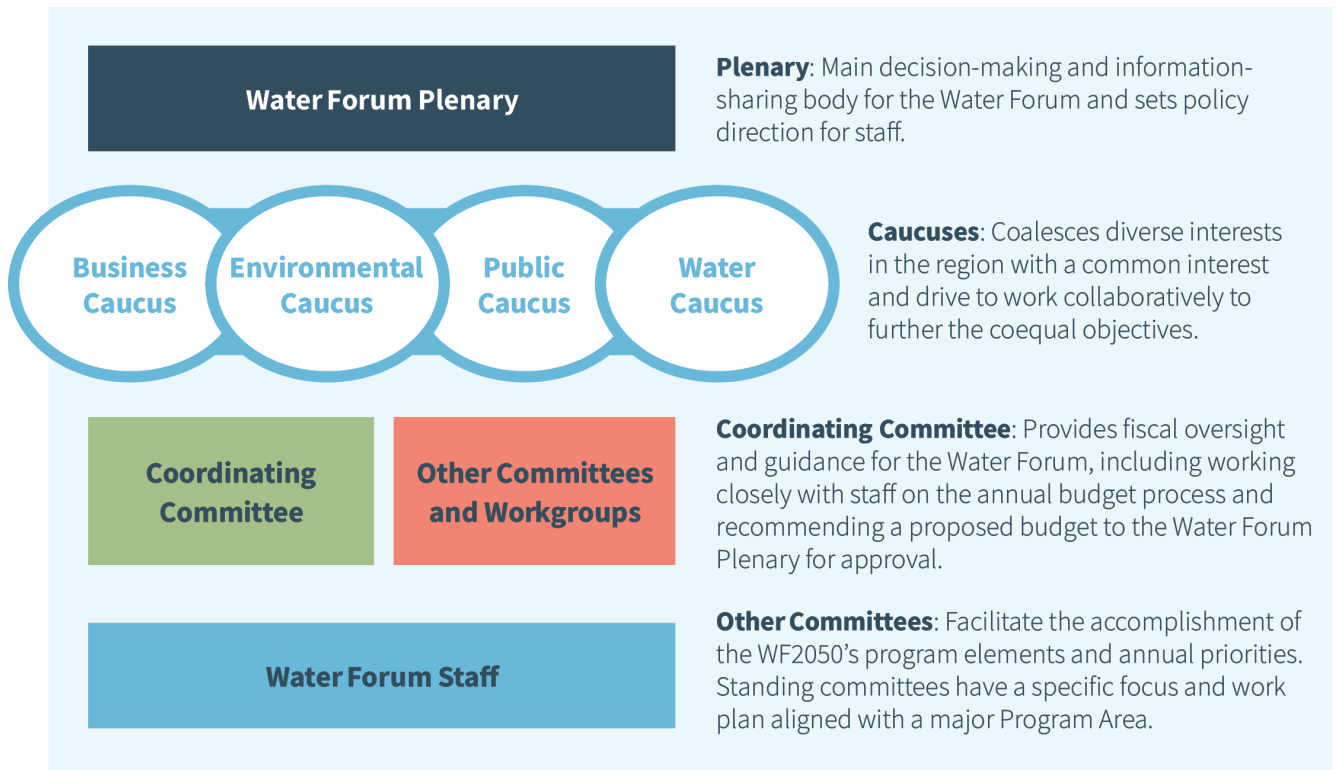 Water Forum Plenary
Plenary: Main decision-making and information-
sharing body for the Water Forum and sets policy
direction for staff.
Business
Caucus
Environmental
Caucus
Public
Caucus
Water
Caucus
Caucuses: Coalesces diverse interests
in the region with a common interest
and drive to work collaboratively to
further the coequal objectives.
Coordinating
Committee
Other Committees
and Workgroups
Coordinating Committee: Provides fiscal oversight
and guidance for the Water Forum, including working
closely with staff on the annual budget process and
recommending a proposed budget to the Water Forum
Plenary for approval.
Water Forum Staff
Other Committees: Facilitate the accomplishment of
the WF2050’s program elements and annual priorities.
Standing committees have a specific focus and work
plan aligned with a major Program Area.